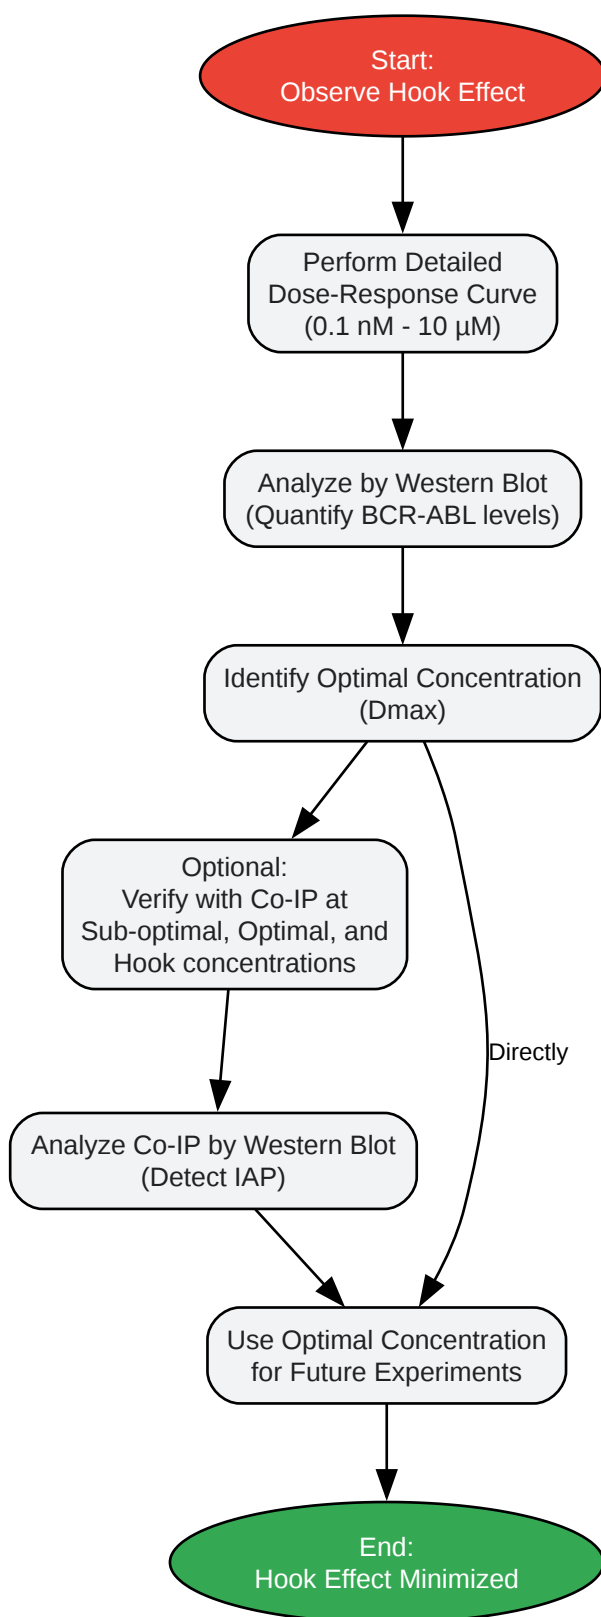 Start:
Observe Hook Effect
Perform Detailed
Dose-Response Curve
(0.1 nM - 10 µM)
Analyze by Western Blot
(Quantify BCR-ABL levels)
Identify Optimal Concentration
(Dmax)
Optional:
Verify with Co-IP at
Sub-optimal, Optimal, and
Hook concentrations
Directly
Analyze Co-IP by Western Blot
(Detect IAP)
Use Optimal Concentration
for Future Experiments
End:
Hook Effect Minimized